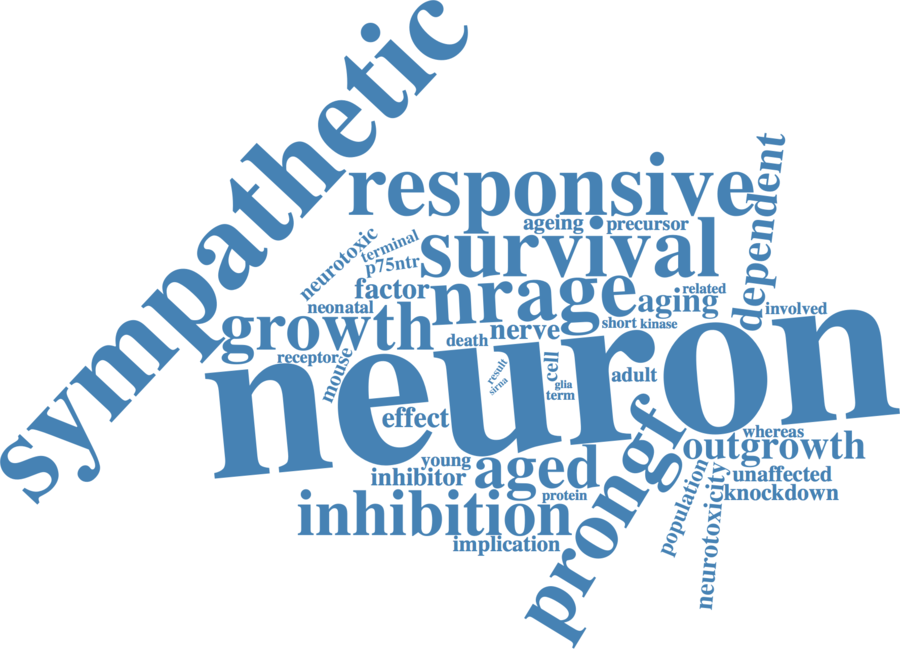 sympathetic
responsive
dependent
ageing
precursor
survival
neurotoxic
terminal
p75ntr
factor
nrage
related
aging
involved
neonatal
growth
short
kinase
death
nerve
neuron
receptor
mouse
result
sirna
cell
glia
term
adult
effect
prongf
whereas
outgrowth
young
inhibitor
aged
unaffected
knockdown
population
neurotoxicity
protein
inhibition
implication